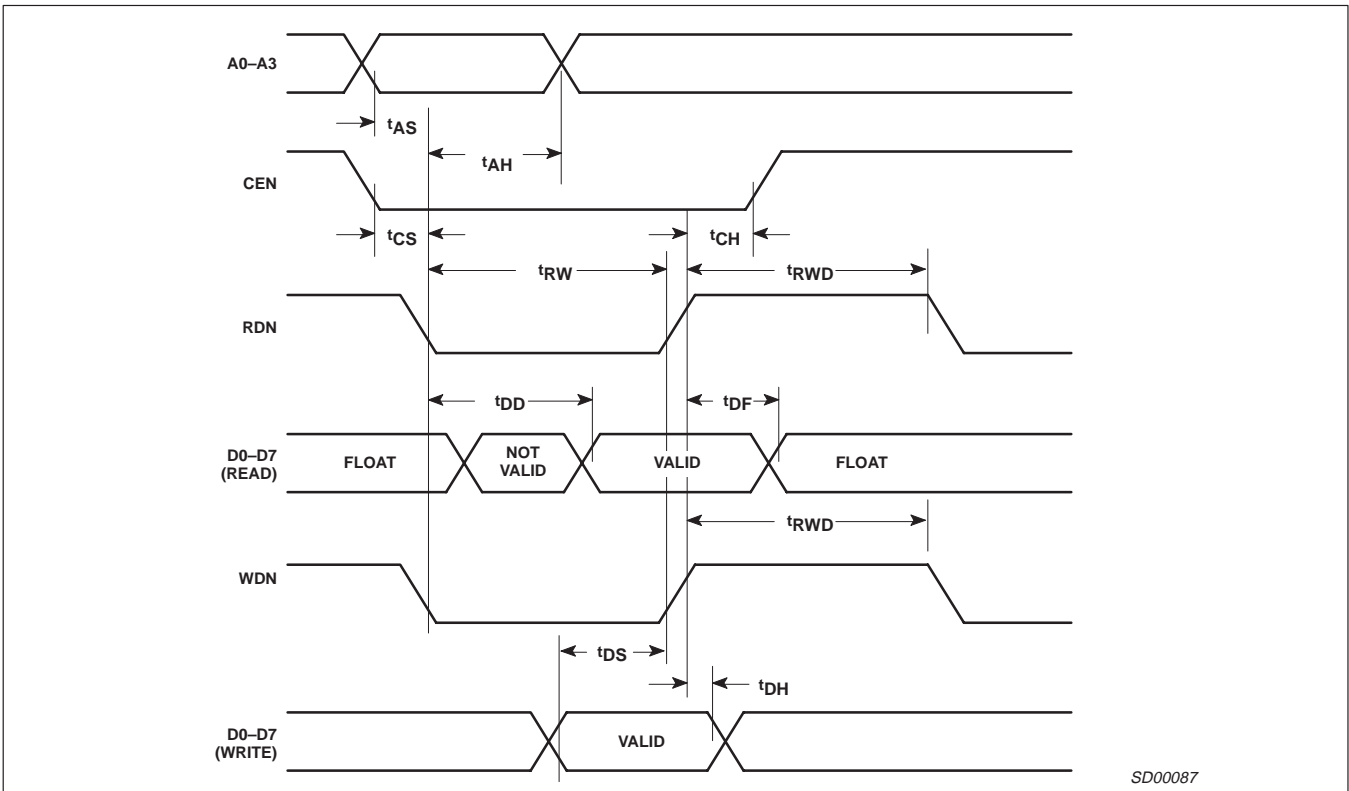 A0–A3
tAS
tAH
CEN
tCS
tCH
tRW
tRWD
RDN
tDD
tDF
D0–D7
(READ)
FLOAT
NOT
VALID
VALID
FLOAT
tRWD
WDN
tDS
tDH
D0–D7
(WRITE)
VALID
SD00087